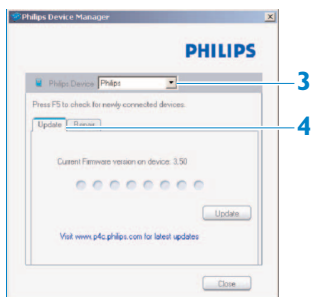 Philips Device Manager
PHILIPS
Philips Device Philips
3
Press F5 to check for newly connected devices.
Update Repair
4
Current Firmware version on device: 3.50
Update
Visit www.p4c.philips.com for latest updates
Close